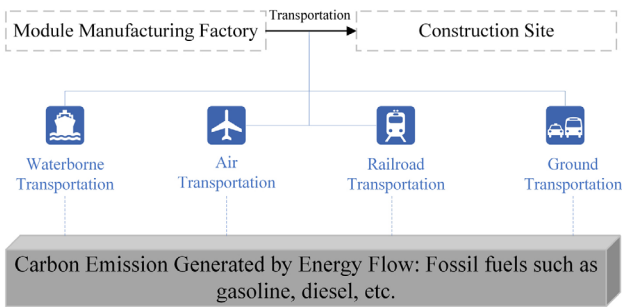 Transportation
Module Manufacturing Factory
Construction Site
Waterborne
Transportation
Air
Transportation
Railroad
Transportation
Ground
Transportation
Carbon Emission Generated by Energy Flow: Fossil fuels such as
gasoline, diesel, etc.